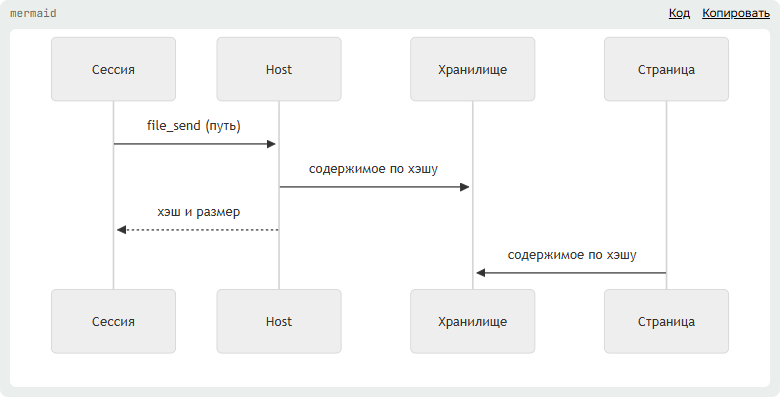 mermaid
Код Копировать
Сессия Host Хранилище Страница
file_send (путь)
содержимое по хэшу
хэш и размер
содержимое по хэшу
Сессия Host Хранилище Страница